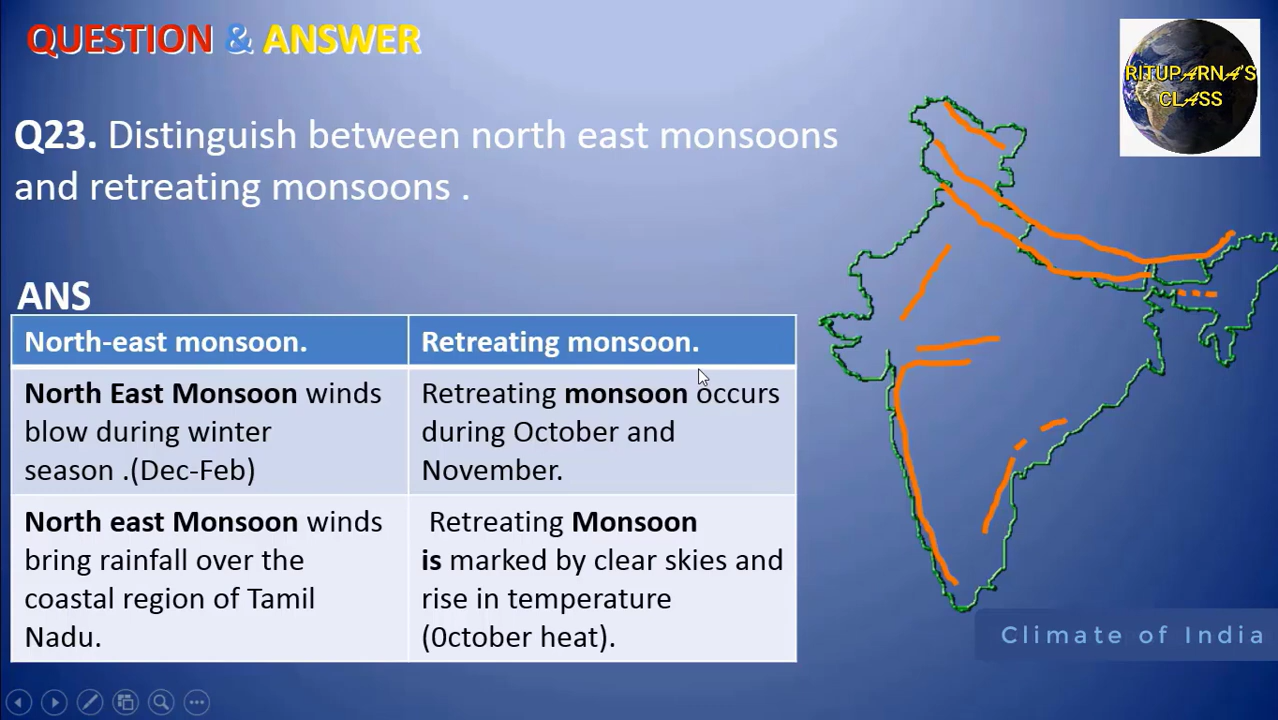 QUESTION & ANSWER
RITUPARNA'S
CLASS
Q23. Distinguish between north east monsoons
and retreating monsoons .
ANS
North-east monsoon.
Retreating monsoon.
North East Monsoon winds
blow during winter
season .(Dec-Feb)
Retreating monsoon occurs
during October and
November.
North east Monsoon winds
bring rainfall over the
coastal region of Tamil
Nadu.
Retreating Monsoon
is marked by clear skies and
rise in temperature
(0ctober heat).
Climate of India